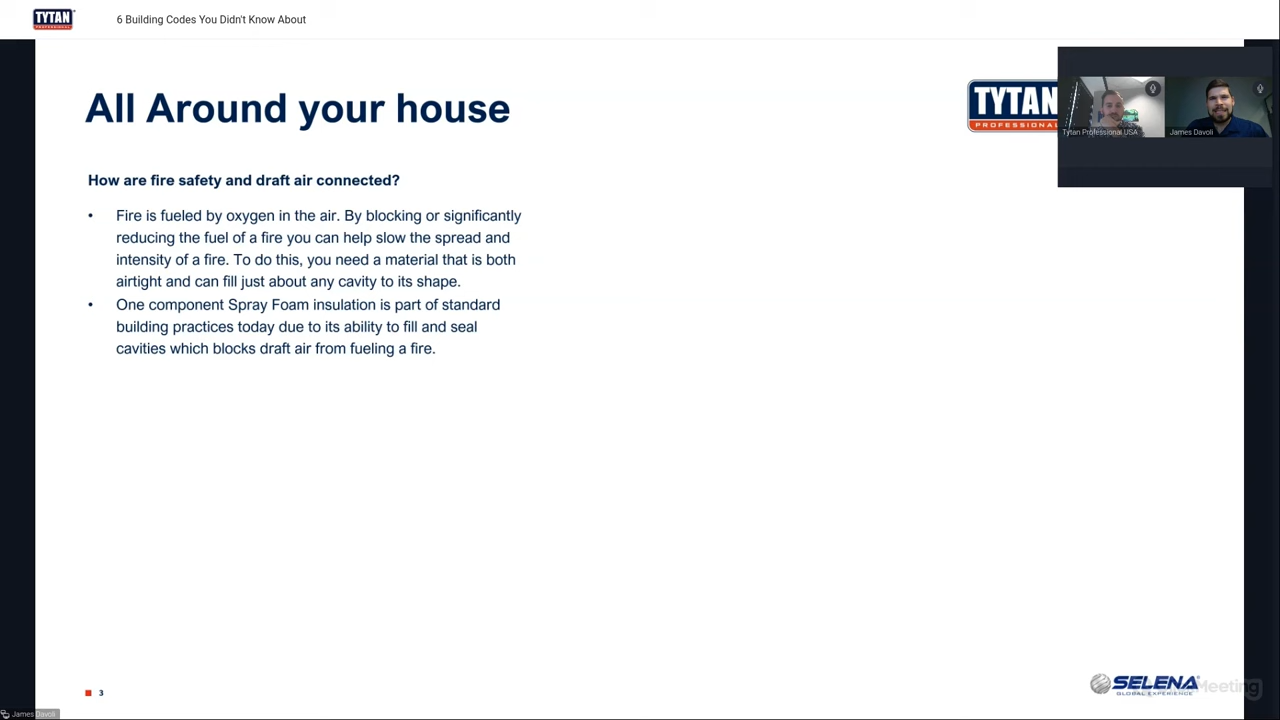 TYTAN
PROFESSIONAL
6 Building Codes You Didn't Know About
All Around your house
TYTAN
PROFESSIONAL
Tytan Professional USA
James Davoli
How are fire safety and draft air connected?
• Fire is fueled by oxygen in the air. By blocking or significantly
reducing the fuel of a fire you can help slow the spread and
intensity of a fire. To do this, you need a material that is both
airtight and can fill just about any cavity to its shape.
• One component Spray Foam insulation is part of standard
building practices today due to its ability to fill and seal
cavities which blocks draft air from fueling a fire.
3
SELENA
GLOBAL EXPERIENCE
Meeting
James Davoli